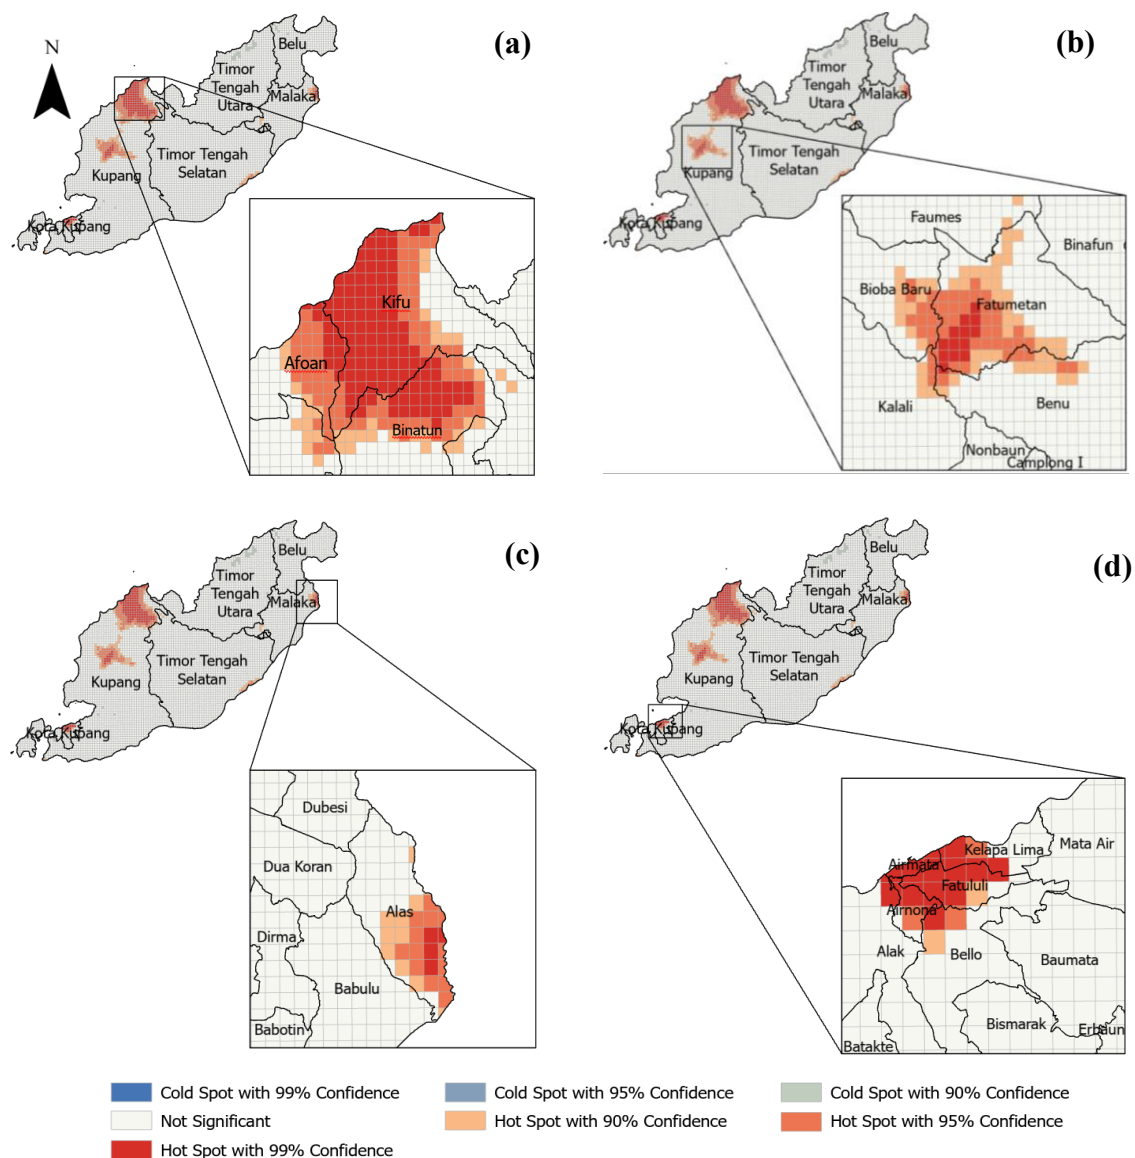 N
(a)
Belu
Timor
Tengah
Utara
Malaka
Timor Tengah
Selatan
Kupang
Kota Kupang
Kifu
Afoan
Binatun
(b)
Belu
Timor
Tengah
Utara
Malaka
Timor Tengah
Selatan
Kupang
Kota Kupang
Faumes
Binafun
Bioba Baru
Fatumetan
Kalali
Benu
Nonbaun
Camplong I
(c)
Belu
Timor
Tengah
Utara
Malaka
Timor Tengah
Selatan
Kupang
Kota Kupang
Dubesi
Dua Koran
Alas
Dirma
Babulu
Babotin
(d)
Belu
Timor
Tengah
Utara
Malaka
Timor Tengah
Selatan
Kupang
Kota Kupang
Mata Air
Kelapa Lima
Airmata
Fatululi
Airnona
Alak
Bello
Baumata
Bismarak
Erbaun
Batakte
Cold Spot with 99% Confidence
Cold Spot with 95% Confidence
Cold Spot with 90% Confidence
Not Significant
Hot Spot with 90% Confidence
Hot Spot with 95% Confidence
Hot Spot with 99% Confidence